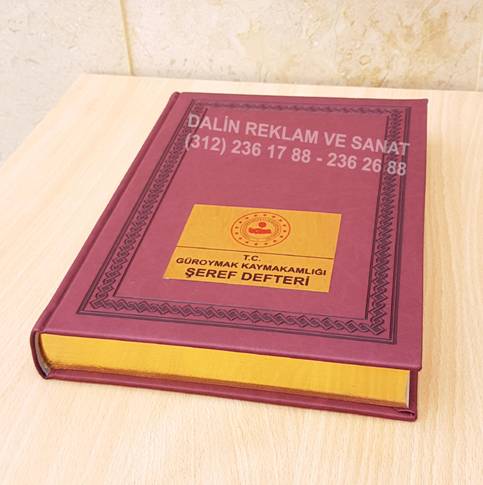 DALİN REKLAM VE SANAT
(312) 236 17 88 - 236 26 88
T.C.
GÜROYMAK KAYMAKAMLIĞI
ŞEREF DEFTERİ